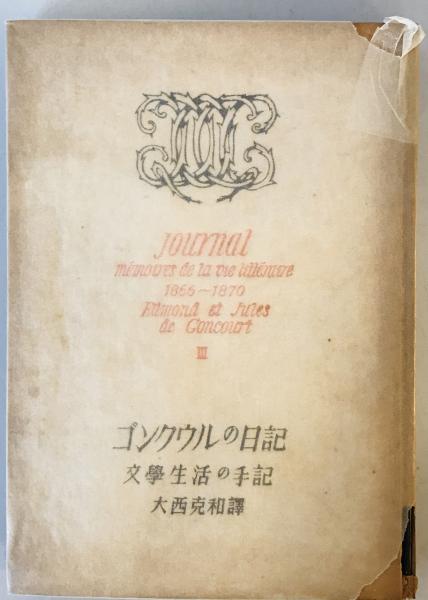 Journal
mémoires de la vie littéraire
1866~1870
Edmond et Jules
de Goncourt
III
ゴンクウルの日記
文學生活の手記
大西克和譯